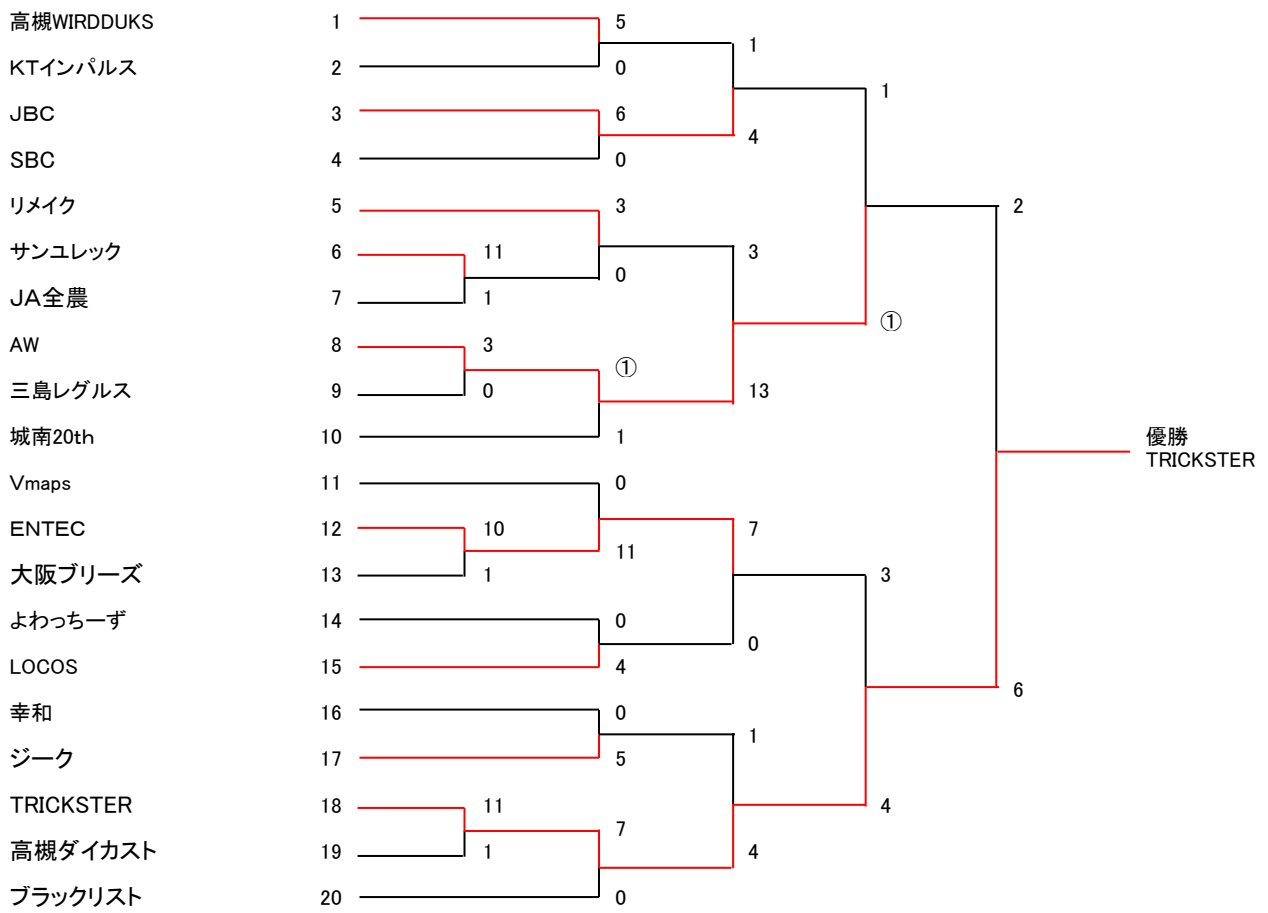 高槻WIRDDUKS 1 5
1
KTインパルス 2 0
1
JBC 3 6
4
SBC 4 0
リメイク 5 3 2
サンユレック 6 11 3
0
JA全農 7 1
①
AW 8 3
①
三島レグルス 9 0 13
城南20th 10 1 優勝
TRICKSTER
Vmaps 11 0
ENTEC 12 10 7
11
大阪ブリーズ 13 1 3
よわっちーず 14 0
0
LOCOS 15 4
6
幸和 16 0
1
ジーク 17 5
TRICKSTER 18 11 4
7
高槻ダイカスト 19 1 4
ブラックリスト 20 0